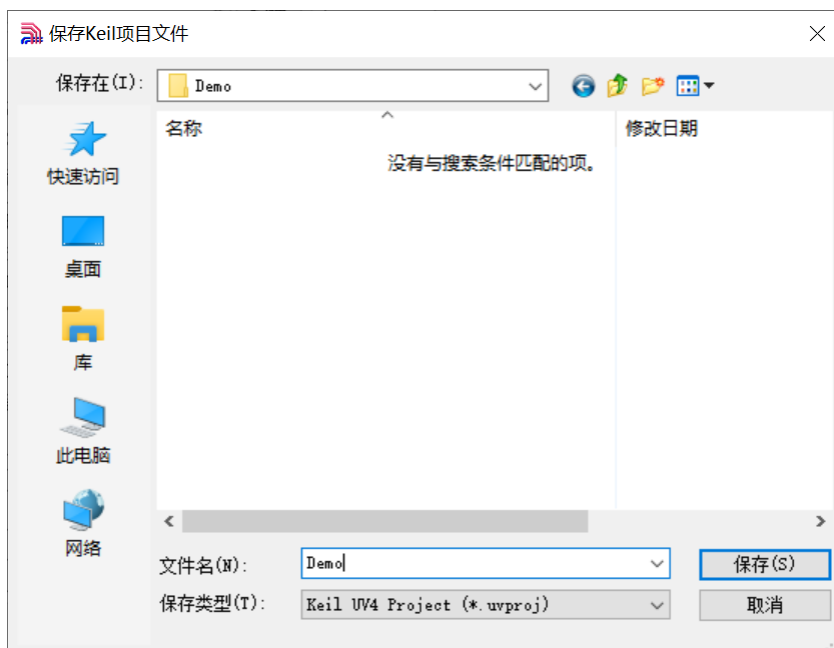 保存Keil项目文件
保存在(I):
Demo
名称
修改日期
没有与搜索条件匹配的项。
快速访问
桌面
库
此电脑
网络
文件名(N):
Demo
保存(S)
保存类型(T):
Keil UV4 Project (*.uvproj)
取消